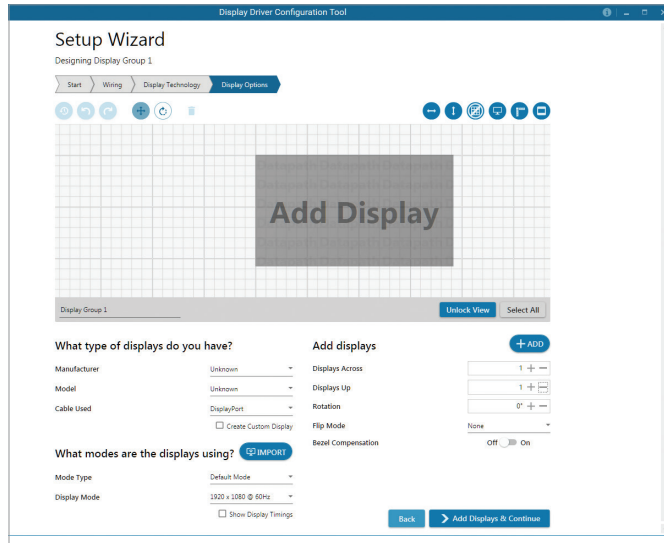 Display Driver Configuration Tool
Setup Wizard
Designing Display Group 1
Start Wiring Display Technology Display Options
Add Display
Display Group 1 Unlock View Select All
What type of displays do you have? Add displays + ADD
Manufacturer Unknown Displays Across 1 + −
Model Unknown Displays Up 1 + −
Cable Used DisplayPort Rotation 0° + −
Create Custom Display Flip Mode None
What modes are the displays using? IMPORT Bezel Compensation Off On
Mode Type Default Mode
Display Mode 1920 x 1080 @ 60Hz
Show Display Timings Back Add Displays & Continue